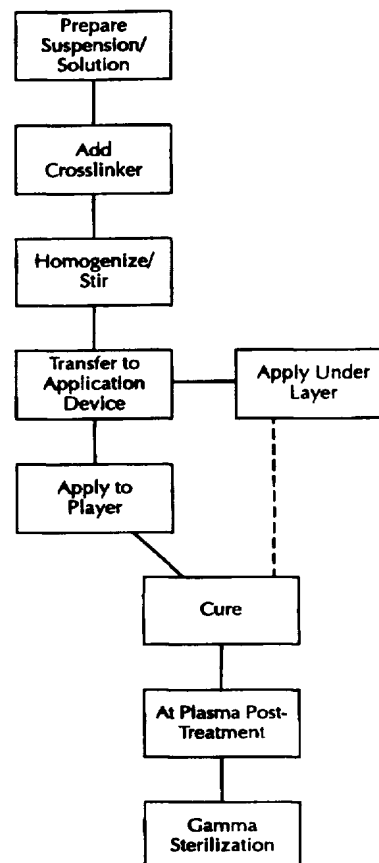 Prepare
Suspension/
Solution
Add
Crosslinker
Homogenize/
Stir
Transfer to
Application
Device
Apply Under
Layer
Apply to
Player
Cure
At Plasma Post-
Treatment
Gamma
Sterilization